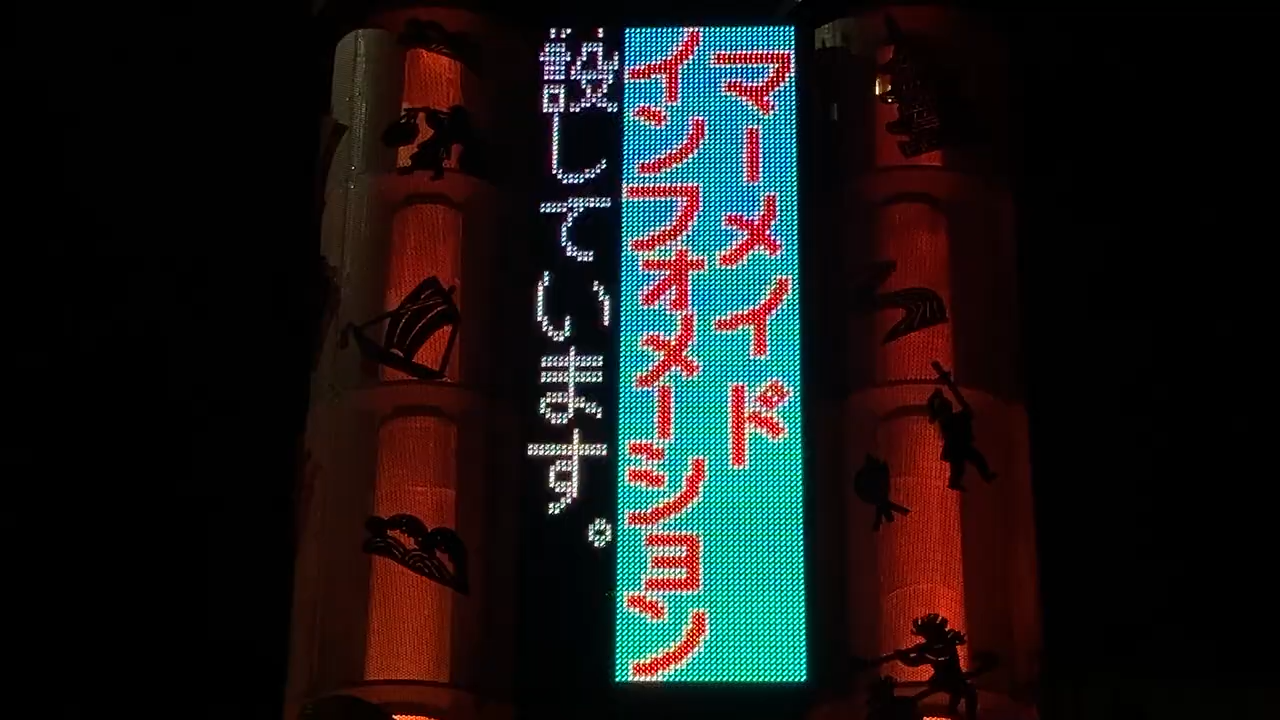 マーメイド
インフォメーション
設しています。